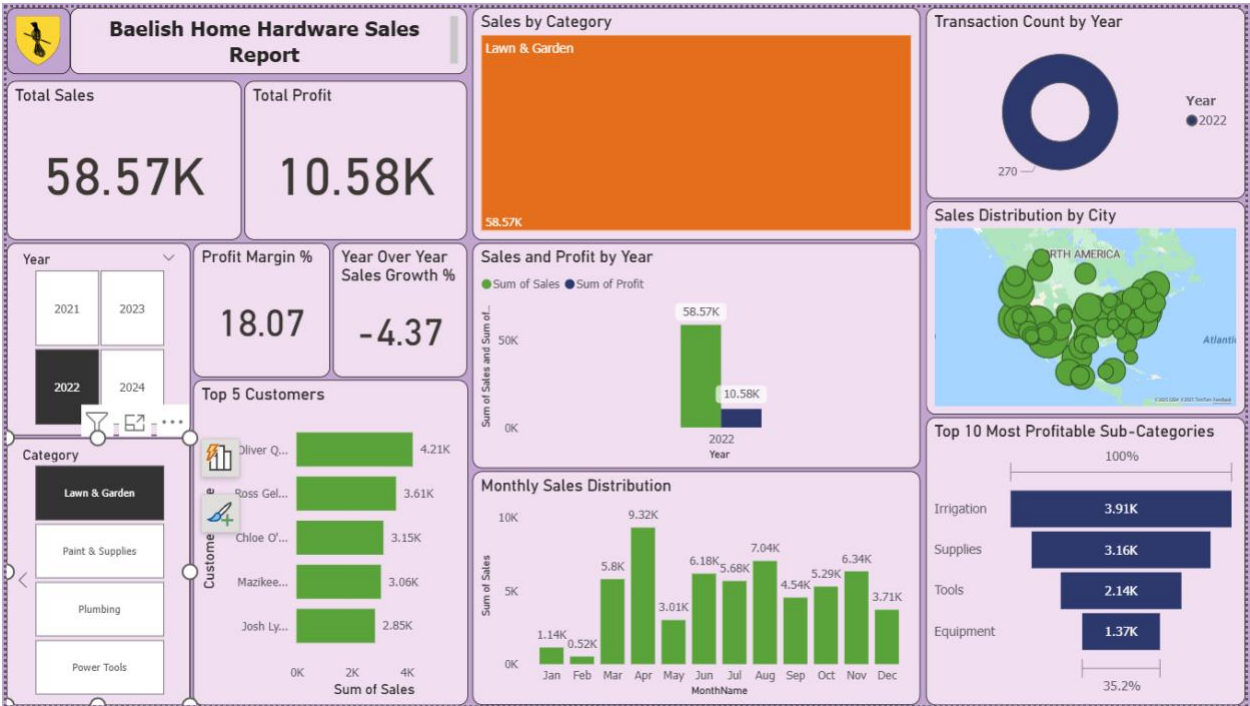 Baelish Home Hardware Sales
Report
Total Sales
58.57K
Total Profit
10.58K
Year
2021
2023
2022
2024
Profit Margin %
18.07
Year Over Year
Sales Growth %
-4.37
Category
Lawn & Garden
Paint & Supplies
Plumbing
Power Tools
Top 5 Customers
Oliver Q...
4.21K
Ross Gel...
3.61K
Chloe O'...
3.15K
Mazikee...
3.06K
Josh Ly...
2.85K
0K 2K 4K
Sum of Sales
Sales by Category
Lawn & Garden
58.57K
Sales and Profit by Year
Sum of Sales Sum of Profit
Sum of Sales and Sum of...
50K
0K
58.57K
10.58K
2022
Year
Monthly Sales Distribution
Sum of Sales
10K
5K
0K
1.14K 0.52K 5.8K 9.32K 3.01K 6.18K 5.68K 7.04K 4.54K 5.29K 6.34K 3.71K
Jan Feb Mar Apr May Jun Jul Aug Sep Oct Nov Dec
MonthName
Transaction Count by Year
270
Year
2022
Sales Distribution by City
RTH AMERICA
Atlanti
Top 10 Most Profitable Sub-Categories
100%
Irrigation
3.91K
Supplies
3.16K
Tools
2.14K
Equipment
1.37K
35.2%